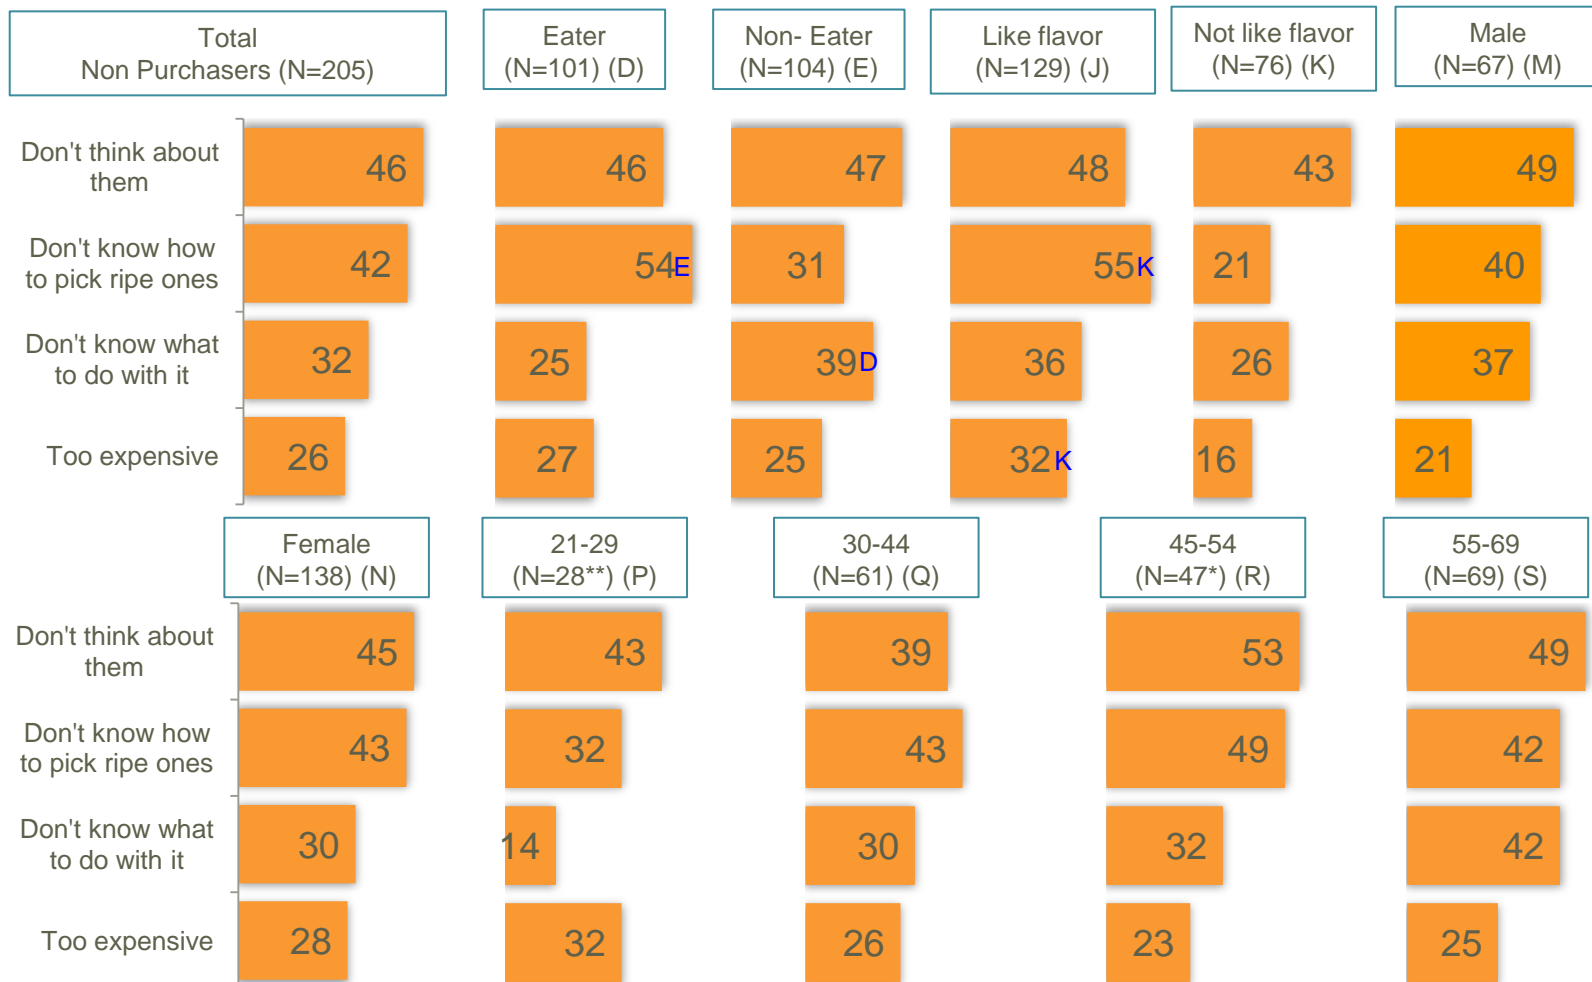 Total
Non Purchasers (N=205)
Eater
(N=101) (D)
Non- Eater
(N=104) (E)
Like flavor
(N=129) (J)
Not like flavor
(N=76) (K)
Male
(N=67) (M)
Don't think about
them
46
46
47
48
43
49
Don't know how
to pick ripe ones
42
54E
31
55K
21
40
Don't know what
to do with it
32
25
39D
36
26
37
Too expensive
26
27
25
32K
16
21
Female
(N=138) (N)
21-29
(N=28**) (P)
30-44
(N=61) (Q)
45-54
(N=47*) (R)
55-69
(N=69) (S)
Don't think about
them
45
43
39
53
49
Don't know how
to pick ripe ones
43
32
43
49
42
Don't know what
to do with it
30
14
30
32
42
Too expensive
28
32
26
23
25